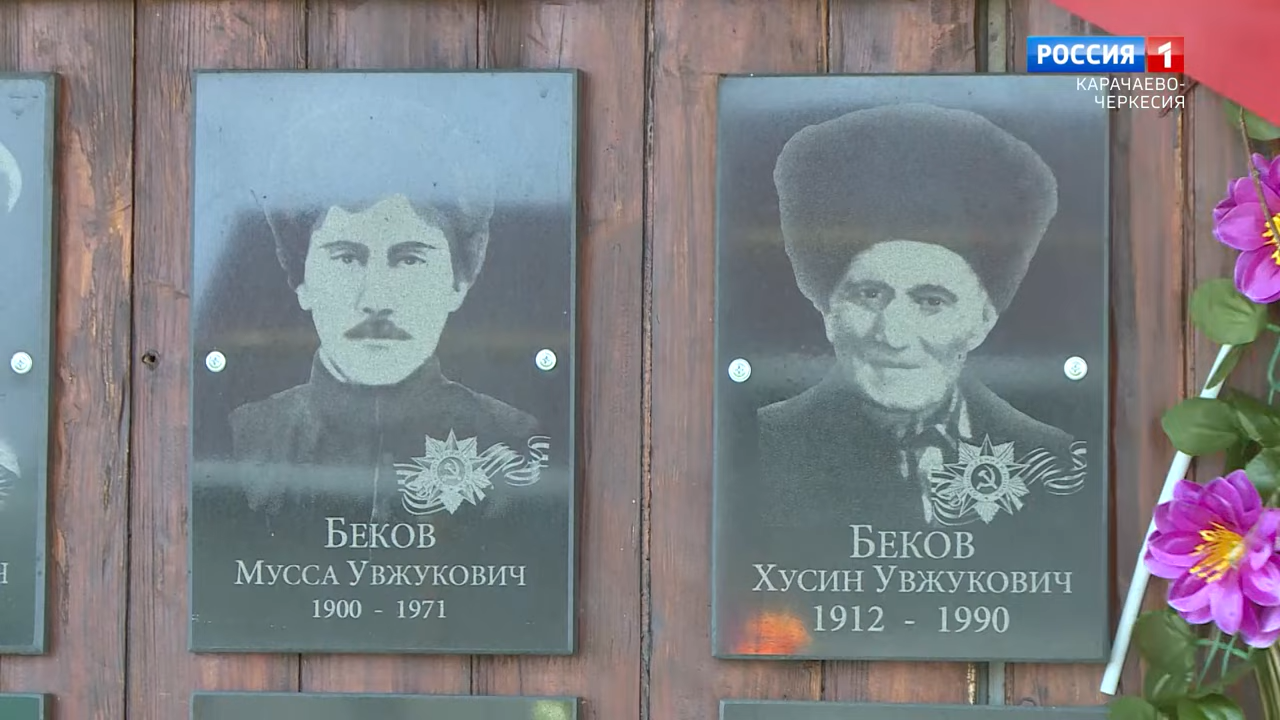 РОССИЯ 1
КАРАЧАЕВО-
ЧЕРКЕСИЯ
БЕКОВ
МУССА УВЖУКОВИЧ
1900 - 1971
БЕКОВ
ХУСИН УВЖУКОВИЧ
1912 - 1990